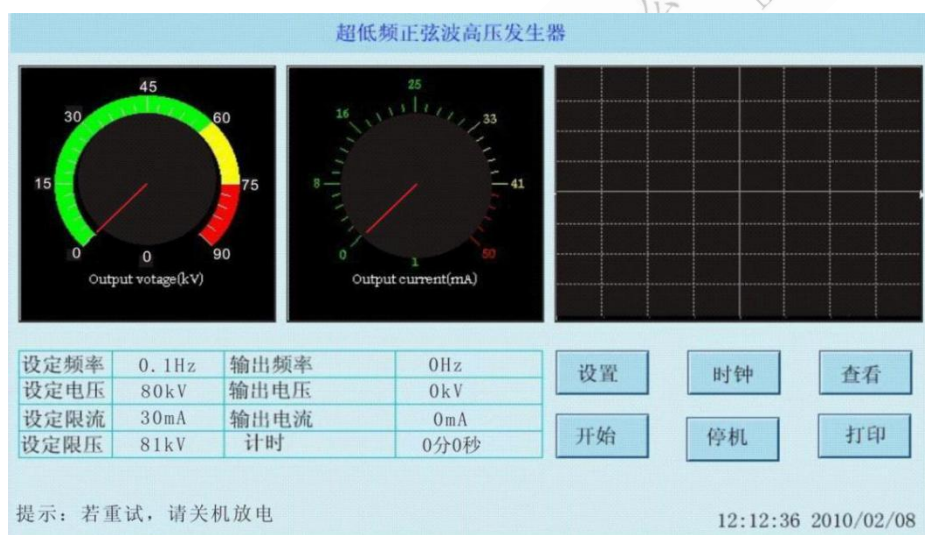 超低频正弦波高压发生器
45
30 60
15 75
0 0 90
Output votage(kV)
25
16 33
8 41
0 1 50
Output current(mA)
设定频率 0.1Hz 输出频率 0Hz
设定电压 80kV 输出电压 0kV
设定限流 30mA 输出电流 0mA
设定限压 81kV 计时 0分0秒
设置 时钟 查看
开始 停机 打印
提示：若重试，请关机放电
12:12:36 2010/02/08